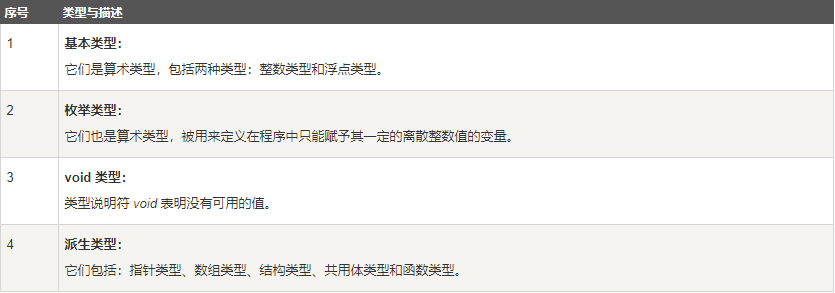 序号 类型与描述
1 基本类型：
它们是算术类型，包括两种类型：整数类型和浮点类型。
2 枚举类型：
它们也是算术类型，被用来定义在程序中只能赋予其一定的离散整数值的变量。
3 void 类型：
类型说明符 void 表明没有可用的值。
4 派生类型：
它们包括：指针类型、数组类型、结构类型、共用体类型和函数类型。